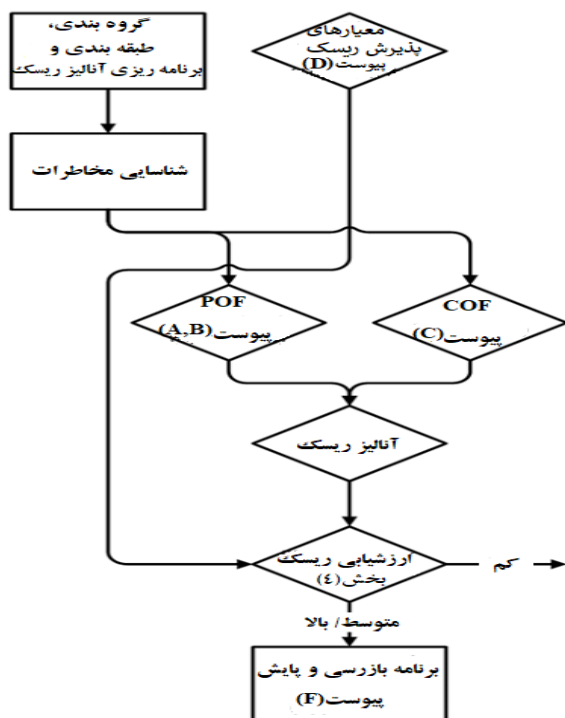 گروه بندی،
طبقه بندی و
برنامه ریزی آنالیز ریسک
معیارهای
پذیرش ریسک
پیوست(D)
شناسایی مخاطرات
POF
پیوست(A,B)
COF
پیوست(C)
آنالیز ریسک
ارزشیابی ریسک
بخش(٤)
کم
متوسط/ بالا
برنامه بازرسی و پایش
پیوست(F)